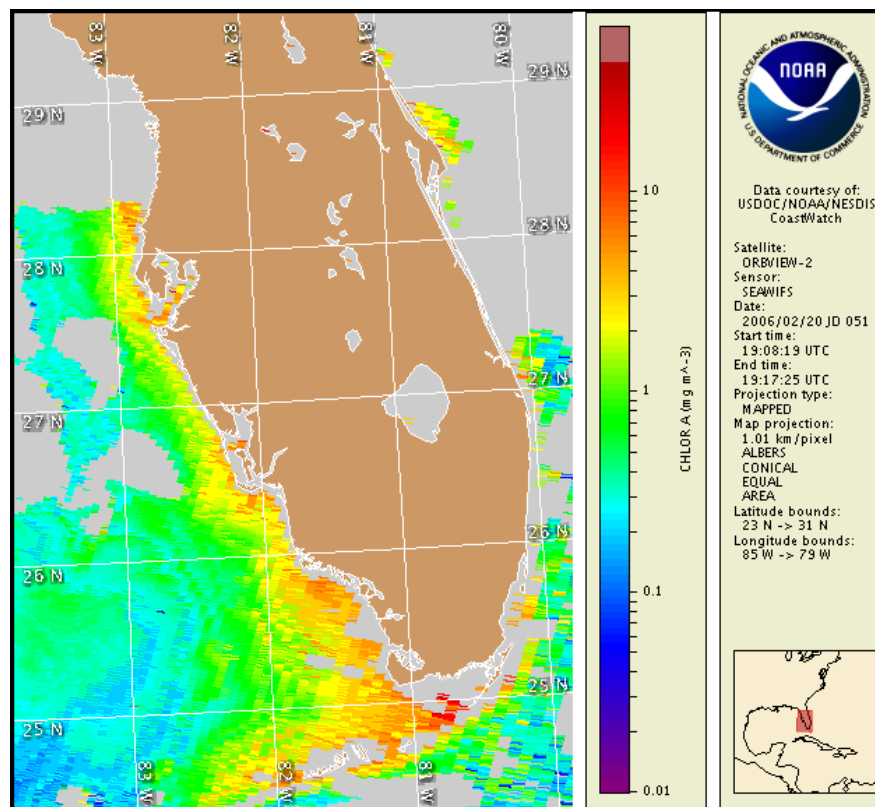 83 W
82 W
81 W
80 W
29 N
29 N
28 N
28 N
27 N
27 N
26 N
26 N
25 N
25 N
83 W
82 W
81 W
10
1
0.1
0.01
CHLOR A (mg m^-3)
NATIONAL OCEANIC AND ATMOSPHERIC ADMINISTRATION
NOAA
U.S. DEPARTMENT OF COMMERCE
Data courtesy of:
USDOC/NOAA/NESDIS
CoastWatch
Satellite:
ORBVIEW-2
Sensor:
SEAWIFS
Date:
2006/02/20 JD 051
Start time:
19:08:19 UTC
End time:
19:17:25 UTC
Projection type:
MAPPED
Map projection:
1.01 km/pixel
ALBERS
CONICAL
EQUAL
AREA
Latitude bounds:
23 N -> 31 N
Longitude bounds:
85 W -> 79 W